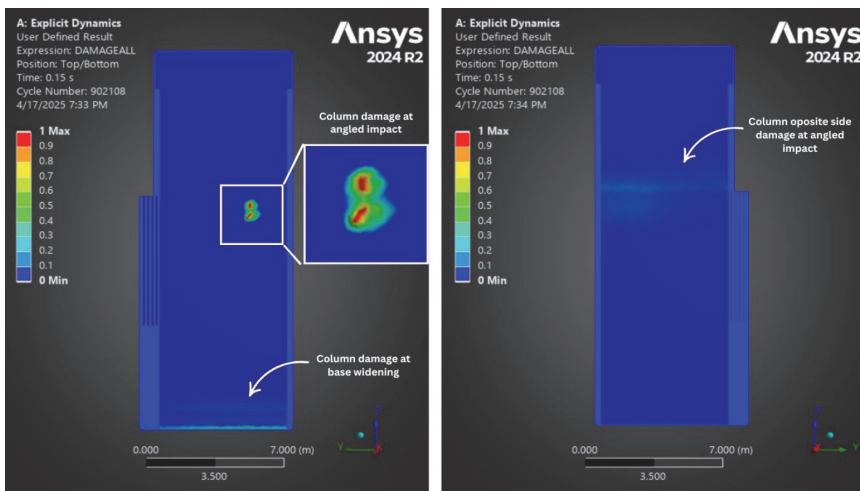 A: Explicit Dynamics
User Defined Result
Expression: DAMAGEALL
Position: Top/Bottom
Time: 0.15 s
Cycle Number: 902108
4/17/2025 7:33 PM
Ansys
2024 R2
1 Max
0.9
0.8
0.7
0.6
0.5
0.4
0.3
0.2
0.1
0 Min
Column damage at
angled impact
Column damage at
base widening
0.000
7.000 (m)
3.500
Z
Y
X
A: Explicit Dynamics
User Defined Result
Expression: DAMAGEALL
Position: Top/Bottom
Time: 0.15 s
Cycle Number: 902108
4/17/2025 7:34 PM
Ansys
2024 R2
1 Max
0.9
0.8
0.7
0.6
0.5
0.4
0.3
0.2
0.1
0 Min
Column oposite side
damage at angled
impact
0.000
7.000 (m)
3.500
Z
X
Y